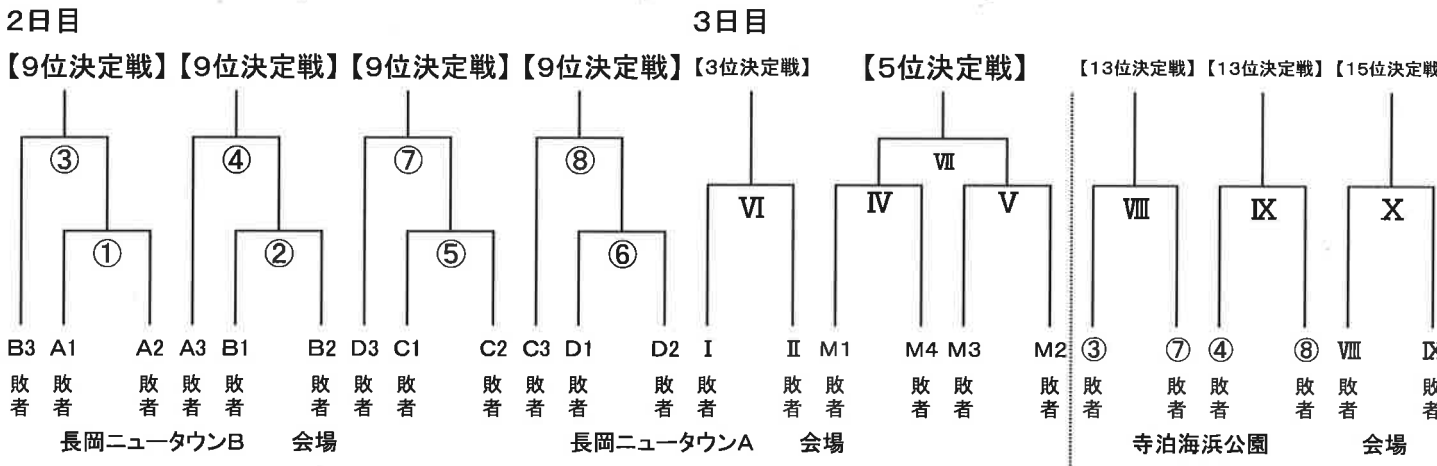 2日目 3日目
【9位決定戦】【9位決定戦】【9位決定戦】【9位決定戦】【3位決定戦】 【5位決定戦】 【13位決定戦】【13位決定戦】【15位決定戦
③ ④ ⑦ ⑧ Ⅶ
Ⅵ Ⅳ Ⅴ Ⅷ Ⅸ Ⅹ
① ② ⑤ ⑥
B3 A1 A2 A3 B1 B2 D3 C1 C2 C3 D1 D2 Ⅰ Ⅱ M1 M4 M3 M2 ③ ⑦ ④ ⑧ Ⅷ Ⅸ
敗者 敗者 敗者 敗者 敗者 敗者 敗者 敗者 敗者 敗者 敗者 敗者 敗者 敗者 敗者 敗者 敗者 敗者 敗者 敗者 敗者 敗者 敗者 敗者
長岡ニュータウンB 会場 長岡ニュータウンA 会場 寺泊海浜公園 会場